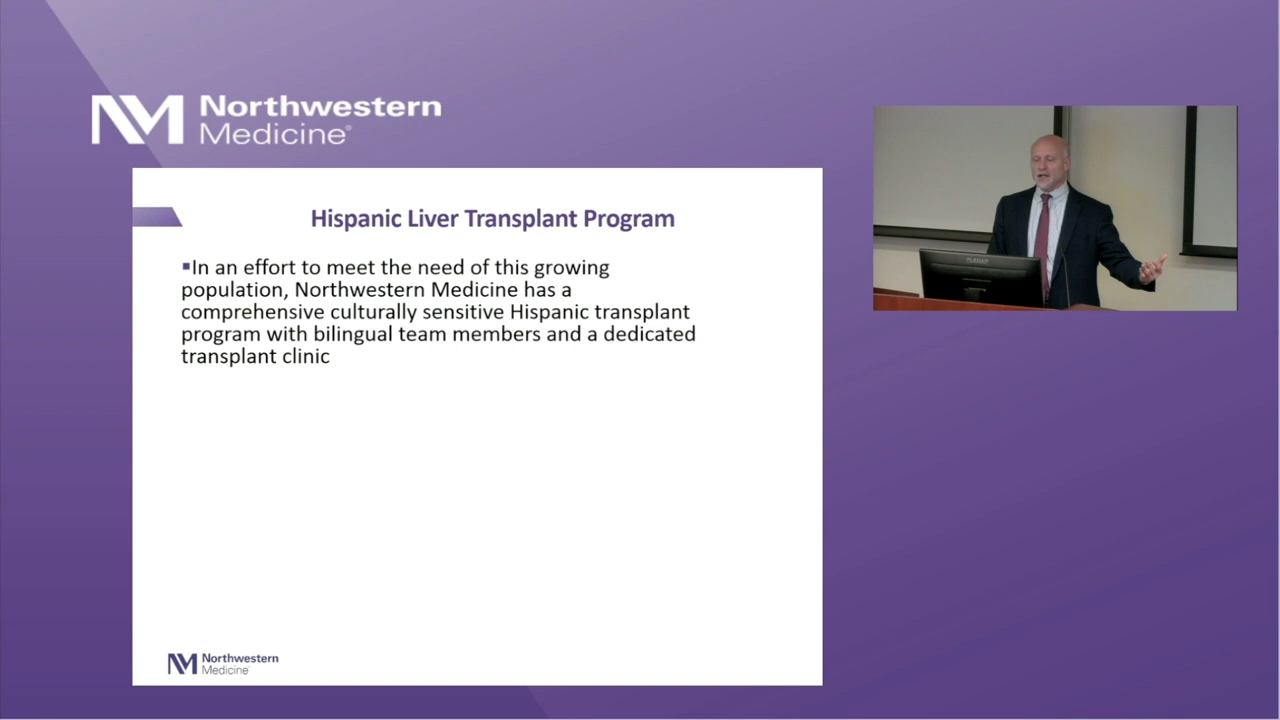 Northwestern
Medicine®
Hispanic Liver Transplant Program
▪In an effort to meet the need of this growing
population, Northwestern Medicine has a
comprehensive culturally sensitive Hispanic transplant
program with bilingual team members and a dedicated
transplant clinic
Northwestern
Medicine